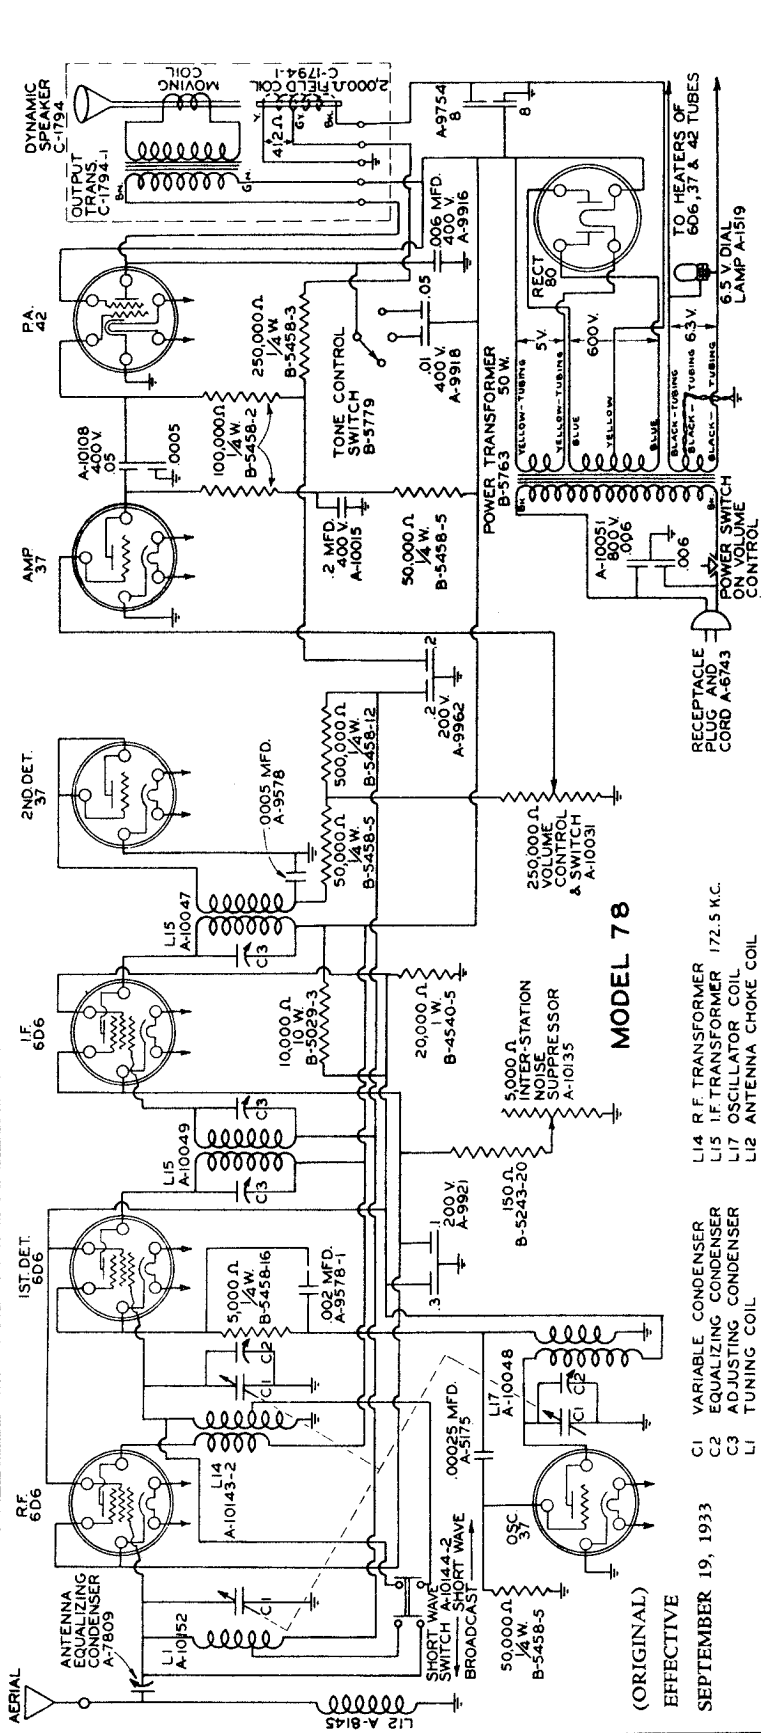 AERIAL
ANTENNA
EQUALIZING
CONDENSER
A-7809
L12 A-8145
L1
A-10152
C1
R.F.
6D6
L14
A-10143-2
C1
C2
5,000 Ω
1/4 W.
B-5458-16
.002 MFD.
A-9578-1
1ST. DET.
6D6
C3
L15
A-10049
C3
I.F.
6D6
10,000 Ω
10 W.
B-5029-3
20,000 Ω
1 W.
B-4540-5
C3
L15
A-10047
2ND. DET.
37
.0005 MFD.
A-9578
50,000 Ω
1/4 W.
B-5458-5
500,000 Ω
1/4 W.
B-5458-12
.2
.2
200 V.
A-9962
AMP.
37
A-10108
400 V.
.05
.0005
100,000 Ω
1/4 W.
B-5458-2
.2 MFD.
400 V.
A-10015
50,000 Ω
1/4 W.
B-5458-5
P.A.
42
250,000 Ω
1/4 W.
B-5458-3
TONE CONTROL
SWITCH
B-5779
.01
.05
400 V.
A-9918
.006 MFD.
400 V.
A-9916
DYNAMIC
SPEAKER
C-1794
OUTPUT
TRANS.
C-1794-1
MOVING
COIL
2,000 Ω FIELD COIL
C-1794-1
412 Ω
Y.
GY.
BK.
BN.
GN.
A-9754
8
8
SHORT WAVE
SWITCH A-10144-2
SHORT WAVE
BROADCAST
50,000 Ω
1/4 W.
B-5458-5
.00025 MFD.
A-5175
OSC.
37
L17
A-10048
C1
C2
.3
.1
200 V.
A-9921
150 Ω
B-5243-20
5,000 Ω
INTER-STATION
NOISE
SUPPRESSOR
A-10135
250,000 Ω
VOLUME
CONTROL
& SWITCH
A-10031
MODEL 78
POWER TRANSFORMER
B-5763
50 W.
YELLOW-TUBING
5 V.
YELLOW-TUBING
BLUE
600 V.
YELLOW
BLUE
BLACK-TUBING
BLACK-TUBING
6.3 V.
BLACK-TUBING
BK
BK
RECT
80
TO HEATERS OF
6D6, 37 & 42 TUBES
6.5 V. DIAL
LAMP A-1519
A-10051
800 V.
.006
.006
POWER SWITCH
ON VOLUME
CONTROL
RECEPTACLE
PLUG AND
CORD A-6743
(ORIGINAL)
EFFECTIVE
SEPTEMBER 19, 1933
C1 VARIABLE CONDENSER
C2 EQUALIZING CONDENSER
C3 ADJUSTING CONDENSER
L1 TUNING COIL
L14 R.F. TRANSFORMER
L15 I.F. TRANSFORMER 172.5 K.C.
L17 OSCILLATOR COIL
L12 ANTENNA CHOKE COIL